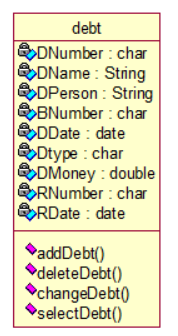 debt
DNumber : char
DName : String
DPerson : String
BNumber : char
DDate : date
Dtype : char
DMoney : double
RNumber : char
RDate : date
addDebt()
deleteDebt()
changeDebt()
selectDebt()